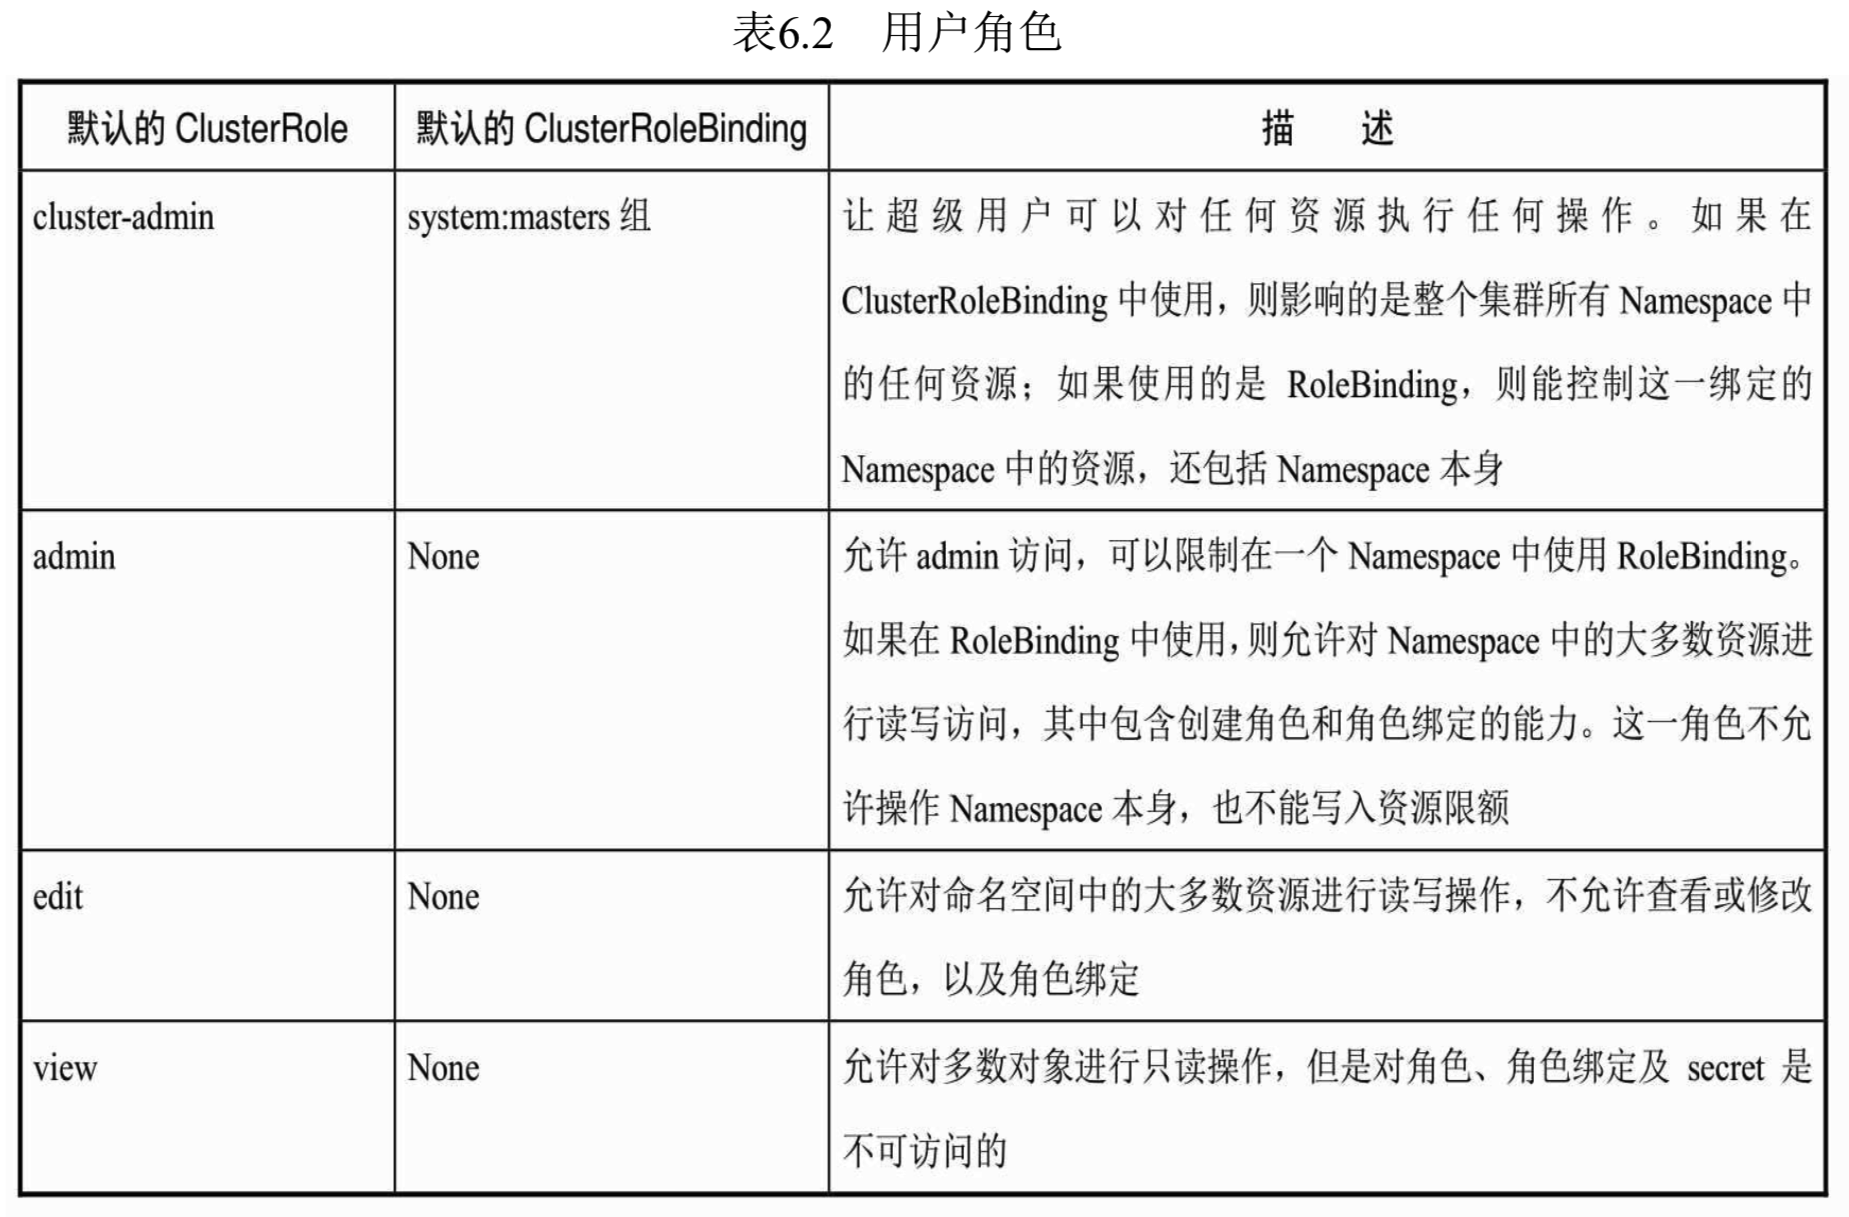 表6.2 用户角色
默认的 ClusterRole 默认的 ClusterRoleBinding 描 述
cluster-admin system:masters 组 让超级用户可以对任何资源执行任何操作。如果在
ClusterRoleBinding 中使用，则影响的是整个集群所有 Namespace 中
的任何资源；如果使用的是 RoleBinding，则能控制这一绑定的
Namespace 中的资源，还包括 Namespace 本身
admin None 允许 admin 访问，可以限制在一个 Namespace 中使用 RoleBinding。
如果在 RoleBinding 中使用，则允许对 Namespace 中的大多数资源进
行读写访问，其中包含创建角色和角色绑定的能力。这一角色不允
许操作 Namespace 本身，也不能写入资源限额
edit None 允许对命名空间中的大多数资源进行读写操作，不允许查看或修改
角色，以及角色绑定
view None 允许对多数对象进行只读操作，但是对角色、角色绑定及 secret 是
不可访问的